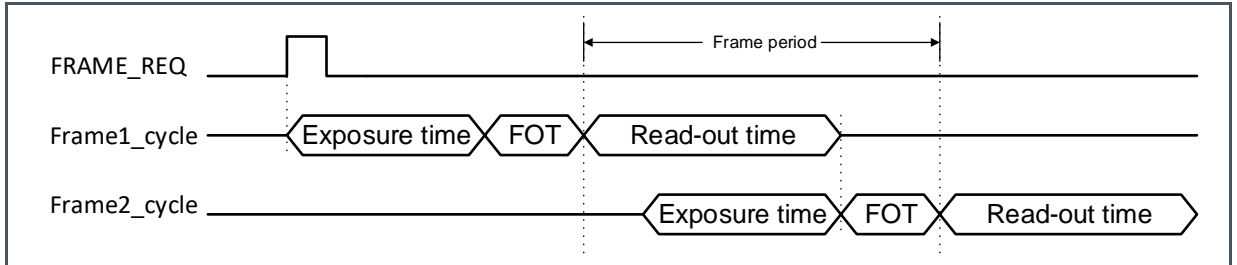 Frame period
FRAME_REQ
Frame1_cycle Exposure time FOT Read-out time
Frame2_cycle Exposure time FOT Read-out time